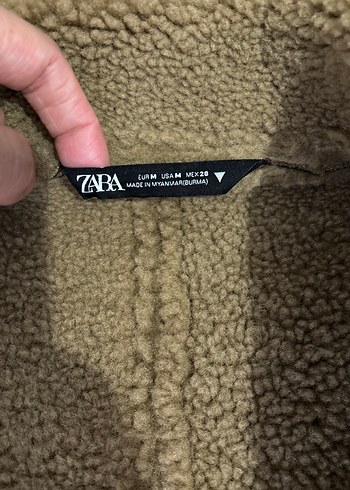 ZARA
EUR M USA M MEX 28
MADE IN MYANMAR(BURMA)